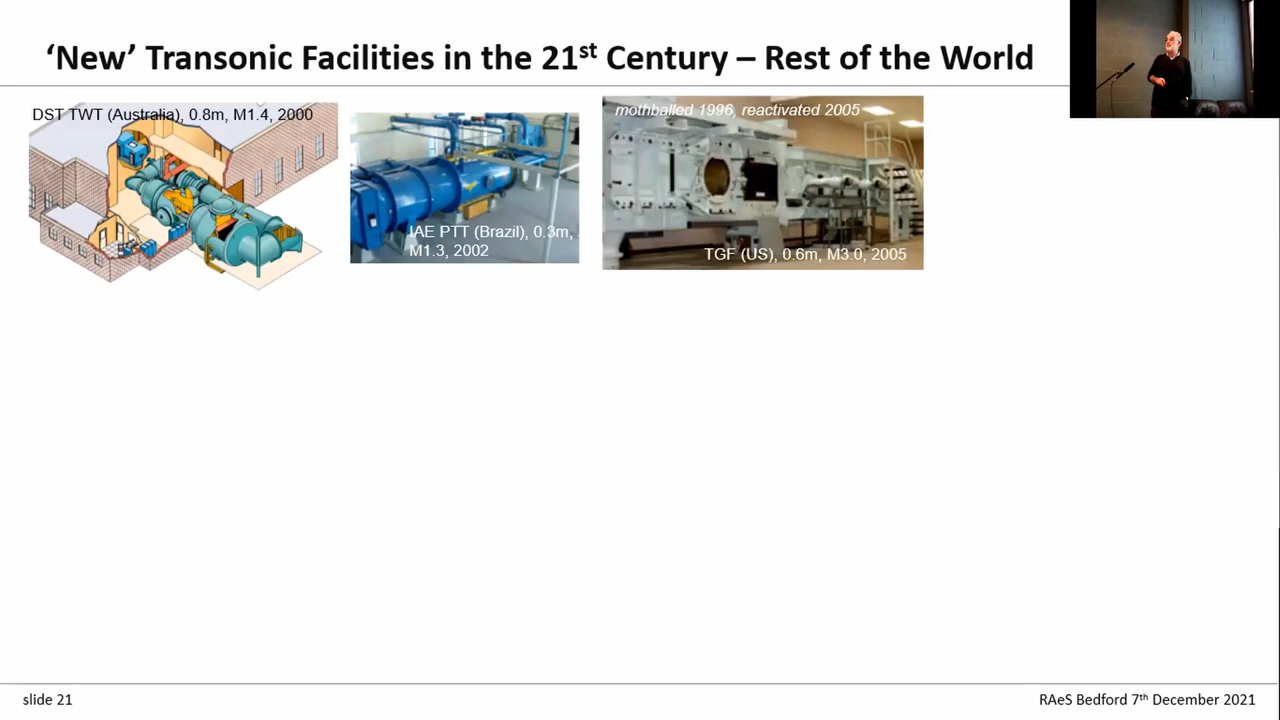 ‘New’ Transonic Facilities in the 21st Century – Rest of the World
DST TWT (Australia), 0.8m, M1.4, 2000
IAE PTT (Brazil), 0.3m,
M1.3, 2002
mothballed 1996, reactivated 2005
TGF (US), 0.6m, M3.0, 2005
slide 21
RAeS Bedford 7th December 2021